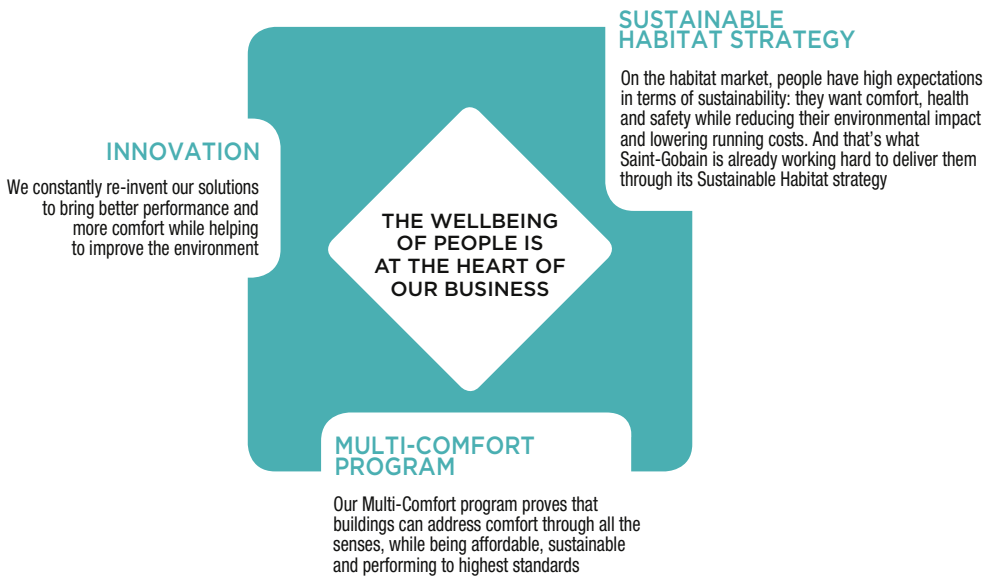 SUSTAINABLE
HABITAT STRATEGY
On the habitat market, people have high expectations
in terms of sustainability: they want comfort, health
and safety while reducing their environmental impact
and lowering running costs. And that's what
Saint-Gobain is already working hard to deliver them
through its Sustainable Habitat strategy
INNOVATION
We constantly re-invent our solutions
to bring better performance and
more comfort while helping
to improve the environment
THE WELLBEING
OF PEOPLE IS
AT THE HEART OF
OUR BUSINESS
MULTI-COMFORT
PROGRAM
Our Multi-Comfort program proves that
buildings can address comfort through all the
senses, while being affordable, sustainable
and performing to highest standards